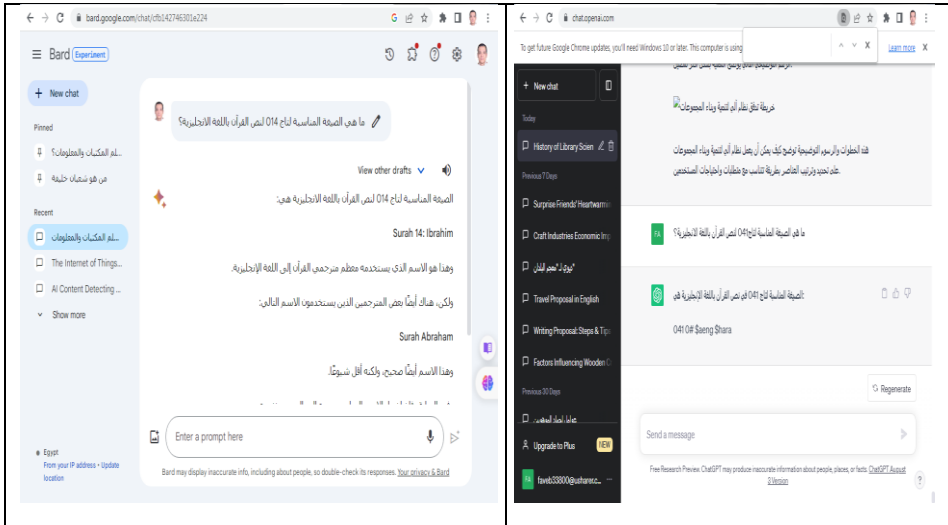 bard.google.com/chat/cfb142746301e224
Bard Experiment
+ New chat
Pinned
لم المكتبات والمعلومات؟...
من هو شعبان خليفة
Recent
لم المكتبات والمعلومات...
The Internet of Things...
AI Content Detecting ...
Show more
Egypt
From your IP address • Update
location
ما هي الصيغة المناسبة لتاج 014 لنص القرآن باللغة الانجليزية؟
View other drafts
الصيغة المناسبة لتاج 014 لنص القرآن باللغة الانجليزية هي:
Surah 14: Ibrahim
وهذا هو الاسم الذي يستخدمه معظم مترجمي القرآن إلى اللغة الإنجليزية.
ولكن، هناك أيضًا بعض المترجمين الذين يستخدمون الاسم التالي:
Surah Abraham
وهذا الاسم أيضًا صحيح، ولكنه أقل شيوعًا.
Enter a prompt here
Bard may display inaccurate info, including about people, so double-check its responses. Your privacy & Bard
chat.openai.com
To get future Google Chrome updates, you'll need Windows 10 or later. This computer is using
Learn more
+ New chat
Today
History of Library Scien
Previous 7 Days
Surprise Friends' Heartwarmi
Craft Industries Economic Imp
"نيوى لـ "معجم البلدان
Travel Proposal in English
Writing Proposal: Steps & Tips
Factors Influencing Wooden C
Previous 30 Days
Upgrade to Plus NEW
FA faveb33800@usharer.c... ...
خريطة تدفق نظام آلي لتنمية وبناء المجموعات
هذه الخطوات والرسوم التوضيحية توضح كيف يمكن أن يعمل نظام آلي لتنمية وبناء المجموعات
.على تحديد وترتيب العناصر بطريقة تتناسب مع متطلبات واحتياجات المستخدمين
FA
ما هي الصيغة المناسبة لتاج041 لنص القرآن باللغة الانجليزية؟
:الصيغة المناسبة لتاج 041 في نص القرآن باللغة الإنجليزية هي
041 0# $aeng $hara
Regenerate
Send a message
Free Research Preview. ChatGPT may produce inaccurate information about people, places, or facts. ChatGPT August
3 Version